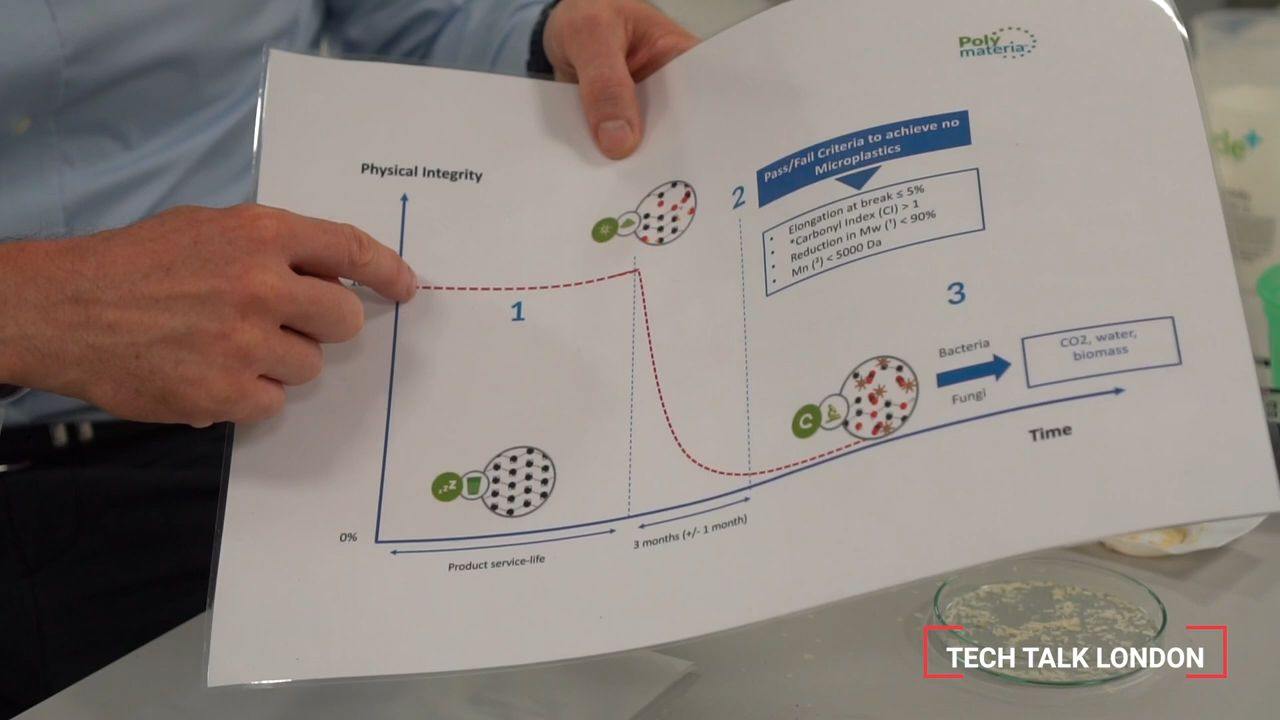 Poly
materia
Physical Integrity
Pass/Fail Criteria to achieve no
Microplastics
2
Elongation at break ≤ 5%
*Carbonyl Index (CI) > 1
Reduction in Mw (¹) < 90%
Mn (²) < 5000 Da
#
1
3
Bacteria
Fungi
CO2, water,
biomass
C
Time
zzZ
0%
Product service-life
3 months (+/- 1 month)
TECH TALK LONDON